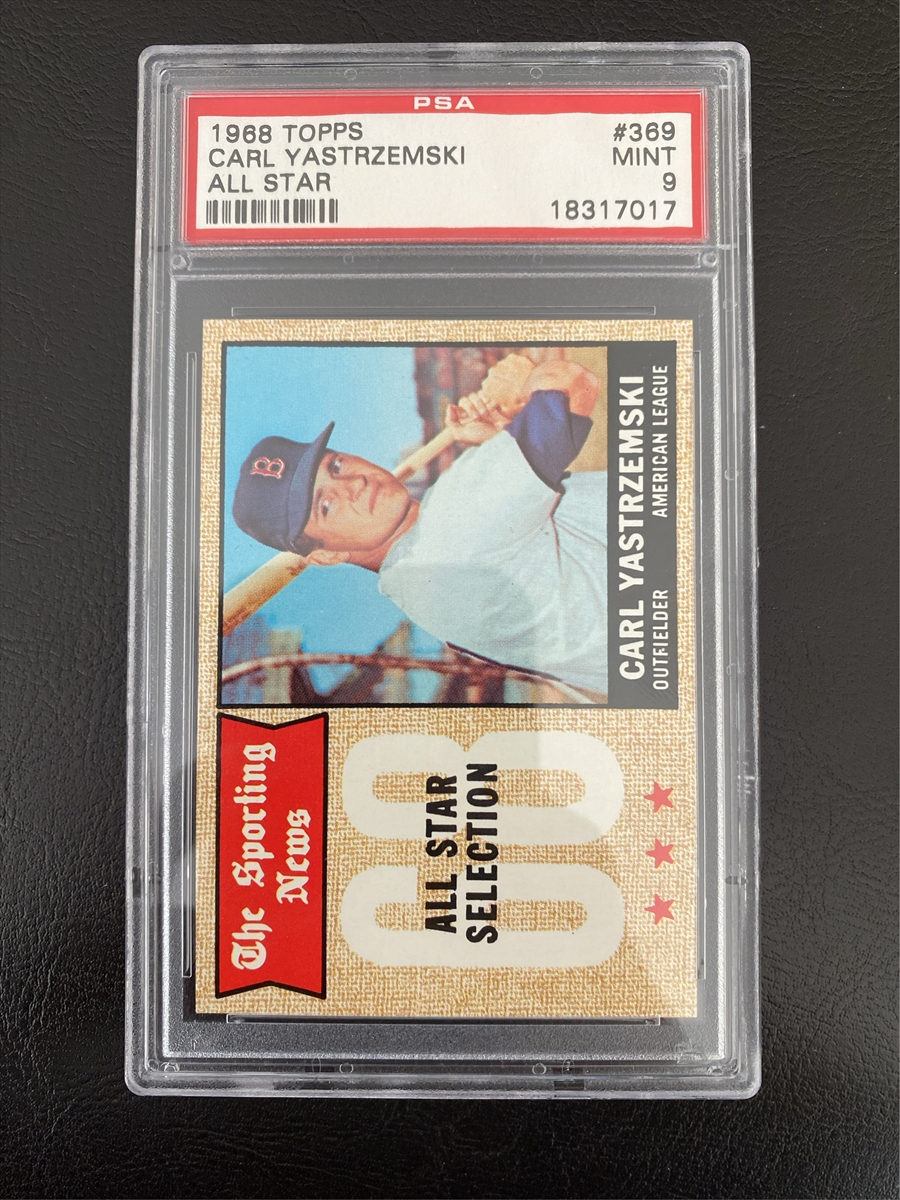 PSA
1968 TOPPS #369
CARL YASTRZEMSKI MINT
ALL STAR 9
18317017
B
CARL YASTRZEMSKI
OUTFIELDER AMERICAN LEAGUE
The Sporting
News
68
ALL STAR
SELECTION